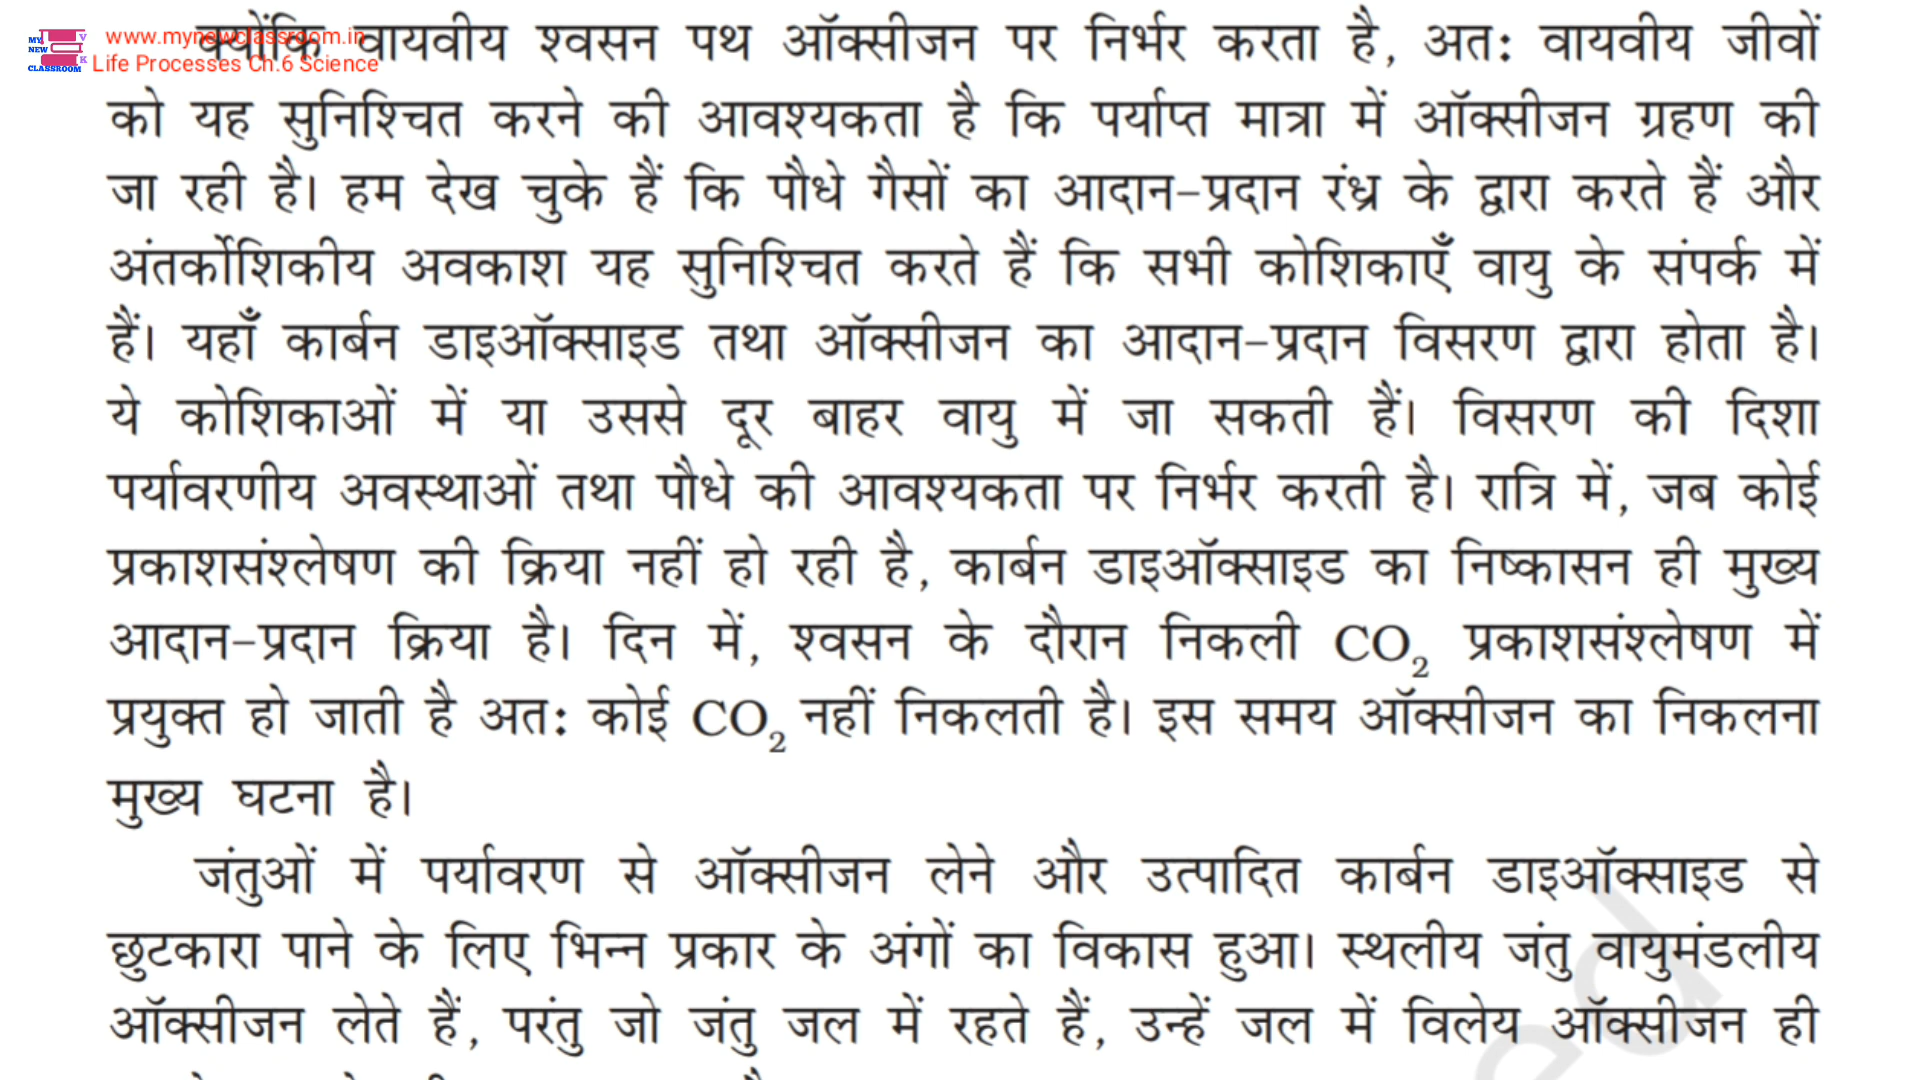 MY NEW CLASSROOM V K
www.mynewclassroom.in
Life Processes Ch.6 Science
क्योंकि वायवीय श्वसन पथ ऑक्सीजन पर निर्भर करता है, अतः वायवीय जीवों
को यह सुनिश्चित करने की आवश्यकता है कि पर्याप्त मात्रा में ऑक्सीजन ग्रहण की
जा रही है। हम देख चुके हैं कि पौधे गैसों का आदान-प्रदान रंध्र के द्वारा करते हैं और
अंतर्कोशिकीय अवकाश यह सुनिश्चित करते हैं कि सभी कोशिकाएँ वायु के संपर्क में
हैं। यहाँ कार्बन डाइऑक्साइड तथा ऑक्सीजन का आदान-प्रदान विसरण द्वारा होता है।
ये कोशिकाओं में या उससे दूर बाहर वायु में जा सकती हैं। विसरण की दिशा
पर्यावरणीय अवस्थाओं तथा पौधे की आवश्यकता पर निर्भर करती है। रात्रि में, जब कोई
प्रकाशसंश्लेषण की क्रिया नहीं हो रही है, कार्बन डाइऑक्साइड का निष्कासन ही मुख्य
आदान-प्रदान क्रिया है। दिन में, श्वसन के दौरान निकली CO₂ प्रकाशसंश्लेषण में
प्रयुक्त हो जाती है अतः कोई CO₂ नहीं निकलती है। इस समय ऑक्सीजन का निकलना
मुख्य घटना है।
जंतुओं में पर्यावरण से ऑक्सीजन लेने और उत्पादित कार्बन डाइऑक्साइड से
छुटकारा पाने के लिए भिन्न प्रकार के अंगों का विकास हुआ। स्थलीय जंतु वायुमंडलीय
ऑक्सीजन लेते हैं, परंतु जो जंतु जल में रहते हैं, उन्हें जल में विलेय ऑक्सीजन ही